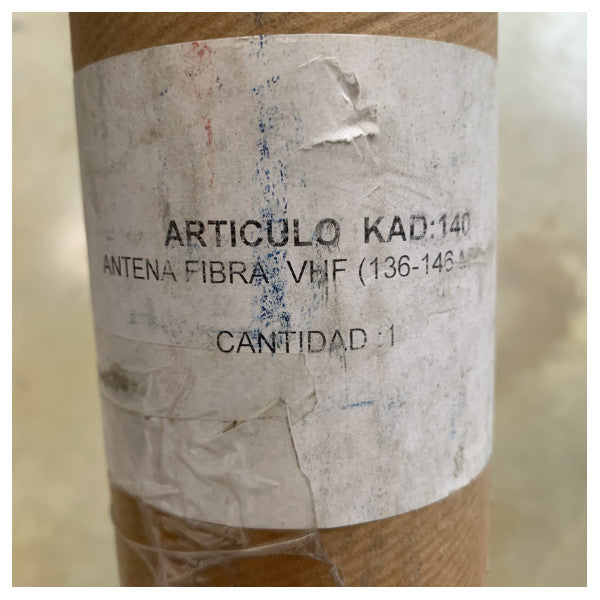 ARTICULO KAD:140
ANTENA FIBRA VHF (136-146
CANTIDAD :1